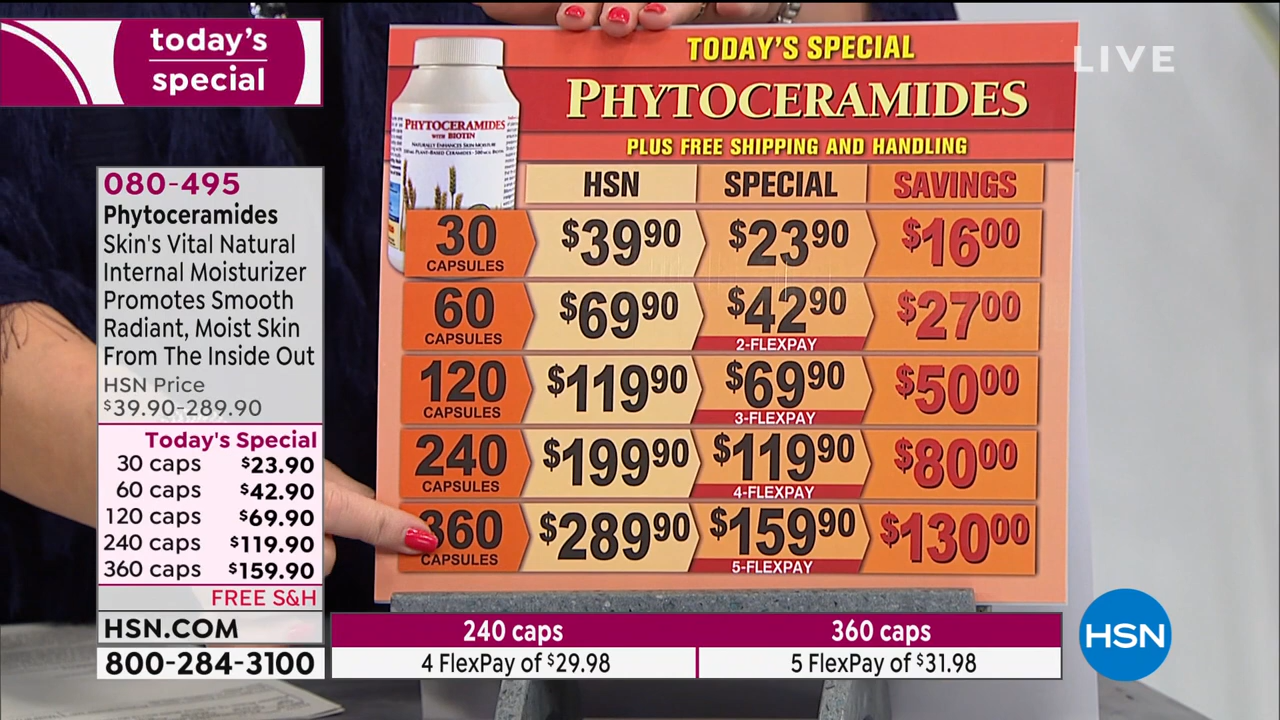 today's
special
LIVE
080-495
Phytoceramides
Skin's Vital Natural
Internal Moisturizer
Promotes Smooth
Radiant, Moist Skin
From The Inside Out
HSN Price
$39.90-289.90
Today's Special
30 caps $23.90
60 caps $42.90
120 caps $69.90
240 caps $119.90
360 caps $159.90
FREE S&H
HSN.COM
800-284-3100
TODAY'S SPECIAL
PHYTOCERAMIDES
PLUS FREE SHIPPING AND HANDLING
PHYTOCERAMIDES
WITH BIOTIN
NATURALLY ENHANCES SKIN MOISTURE
HSN SPECIAL SAVINGS
30 CAPSULES $39.90 $23.90 $16.00
60 CAPSULES $69.90 $42.90 $27.00
2-FLEXPAY
120 CAPSULES $119.90 $69.90 $50.00
3-FLEXPAY
240 CAPSULES $199.90 $119.90 $80.00
4-FLEXPAY
360 CAPSULES $289.90 $159.90 $130.00
5-FLEXPAY
240 caps 360 caps
4 FlexPay of $29.98 5 FlexPay of $31.98
HSN